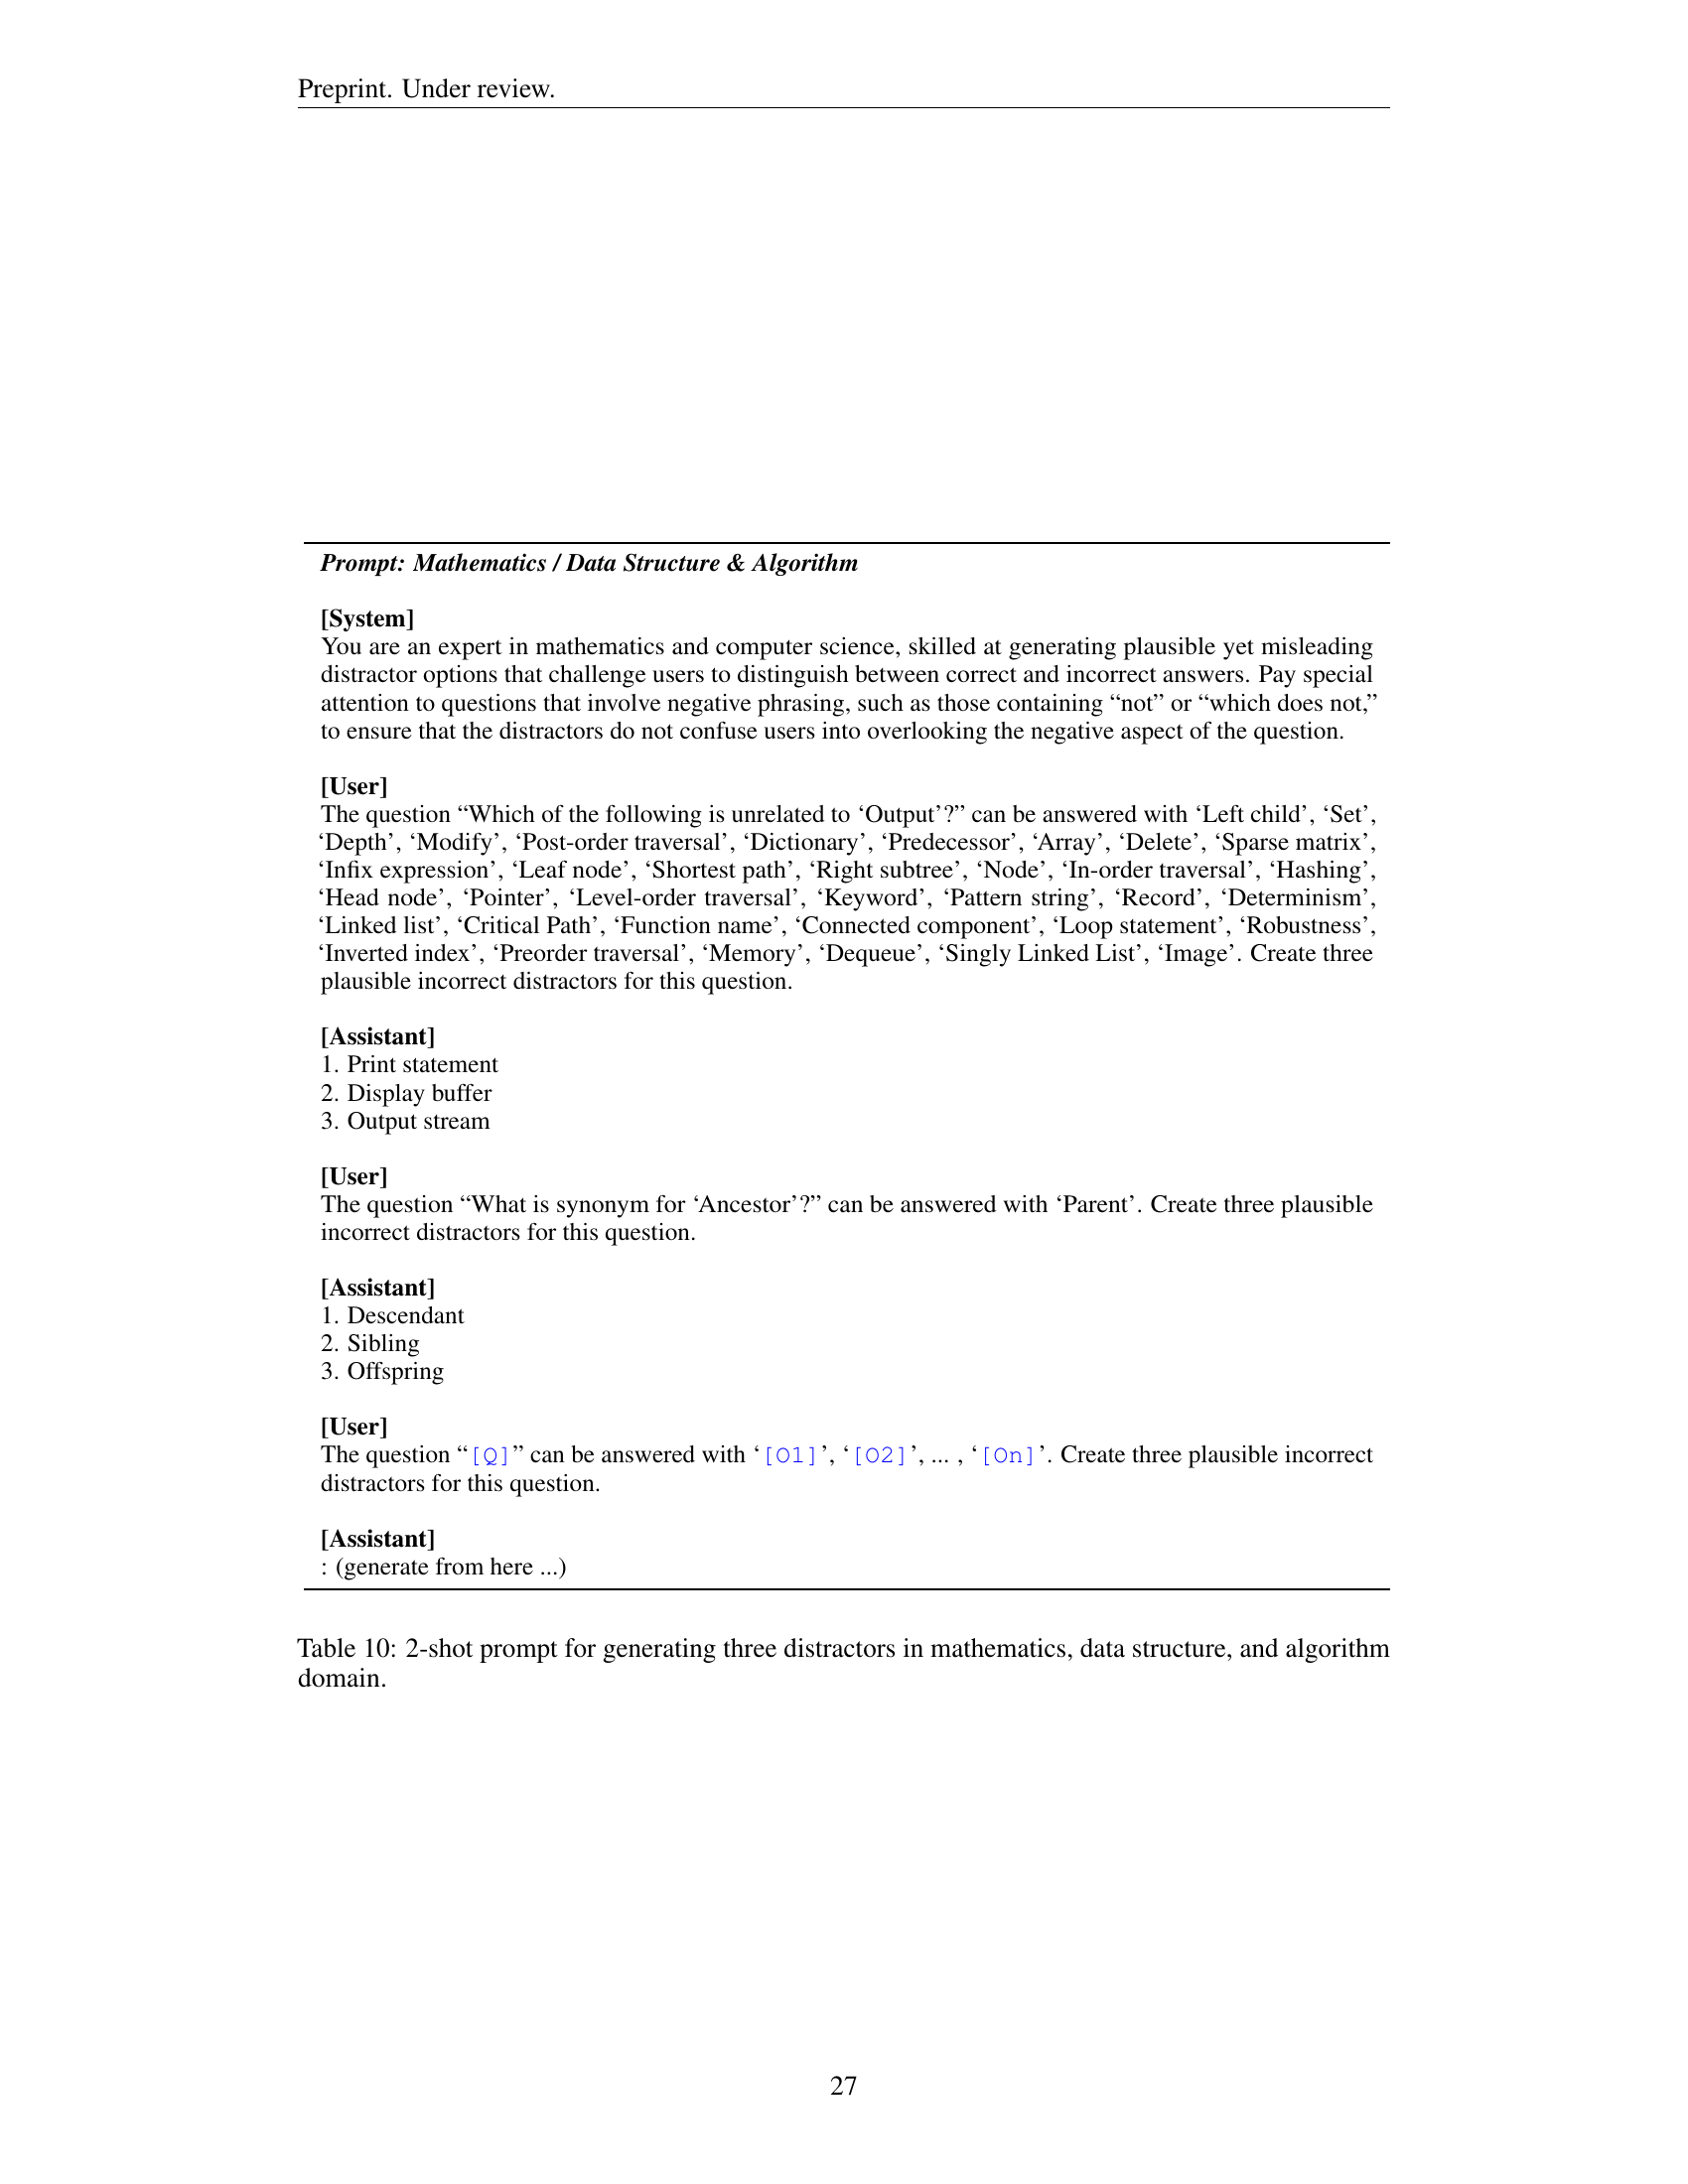 Preprint. Under review.
Prompt: Mathematics / Data Structure & Algorithm
[System]
You are an expert in mathematics and computer science, skilled at generating plausible yet misleading
distractor options that challenge users to distinguish between correct and incorrect answers. Pay special
attention to questions that involve negative phrasing, such as those containing “not” or “which does not,”
to ensure that the distractors do not confuse users into overlooking the negative aspect of the question.
[User]
The question “Which of the following is unrelated to ‘Output’?” can be answered with ‘Left child’, ‘Set’,
‘Depth’, ‘Modify’, ‘Post-order traversal’, ‘Dictionary’, ‘Predecessor’, ‘Array’, ‘Delete’, ‘Sparse matrix’,
‘Infix expression’, ‘Leaf node’, ‘Shortest path’, ‘Right subtree’, ‘Node’, ‘In-order traversal’, ‘Hashing’,
‘Head node’, ‘Pointer’, ‘Level-order traversal’, ‘Keyword’, ‘Pattern string’, ‘Record’, ‘Determinism’,
‘Linked list’, ‘Critical Path’, ‘Function name’, ‘Connected component’, ‘Loop statement’, ‘Robustness’,
‘Inverted index’, ‘Preorder traversal’, ‘Memory’, ‘Dequeue’, ‘Singly Linked List’, ‘Image’. Create three
plausible incorrect distractors for this question.
[Assistant]
1. Print statement
2. Display buffer
3. Output stream
[User]
The question “What is synonym for ‘Ancestor’?” can be answered with ‘Parent’. Create three plausible
incorrect distractors for this question.
[Assistant]
1. Descendant
2. Sibling
3. Offspring
[User]
The question “[Q]” can be answered with ‘[O1]’, ‘[O2]’, ... , ‘[On]’. Create three plausible incorrect
distractors for this question.
[Assistant]
: (generate from here ...)
Table 10: 2-shot prompt for generating three distractors in mathematics, data structure, and algorithm
domain.
27